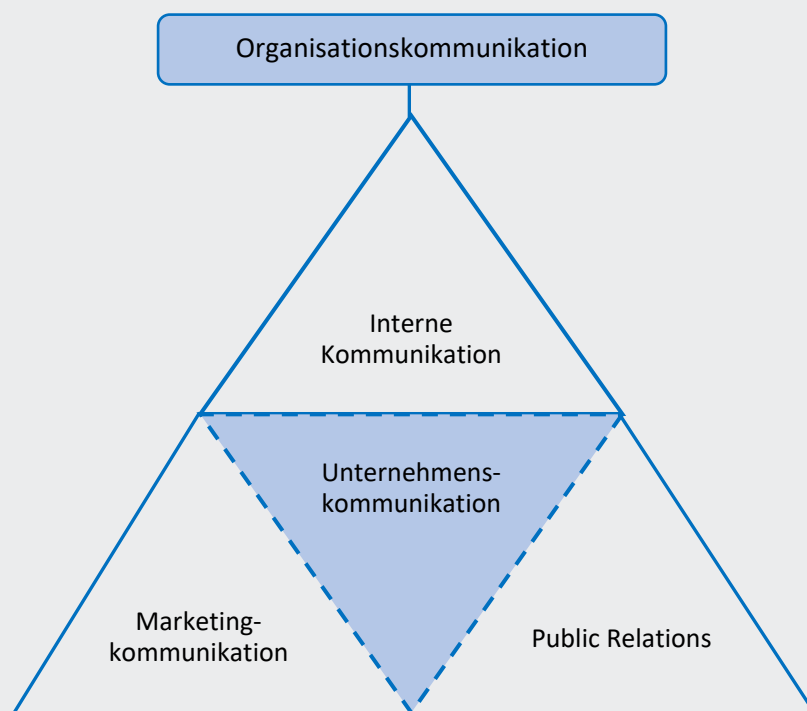 Organisationskommunikation
Interne
Kommunikation
Unternehmens-
kommunikation
Marketing-
kommunikation
Public Relations